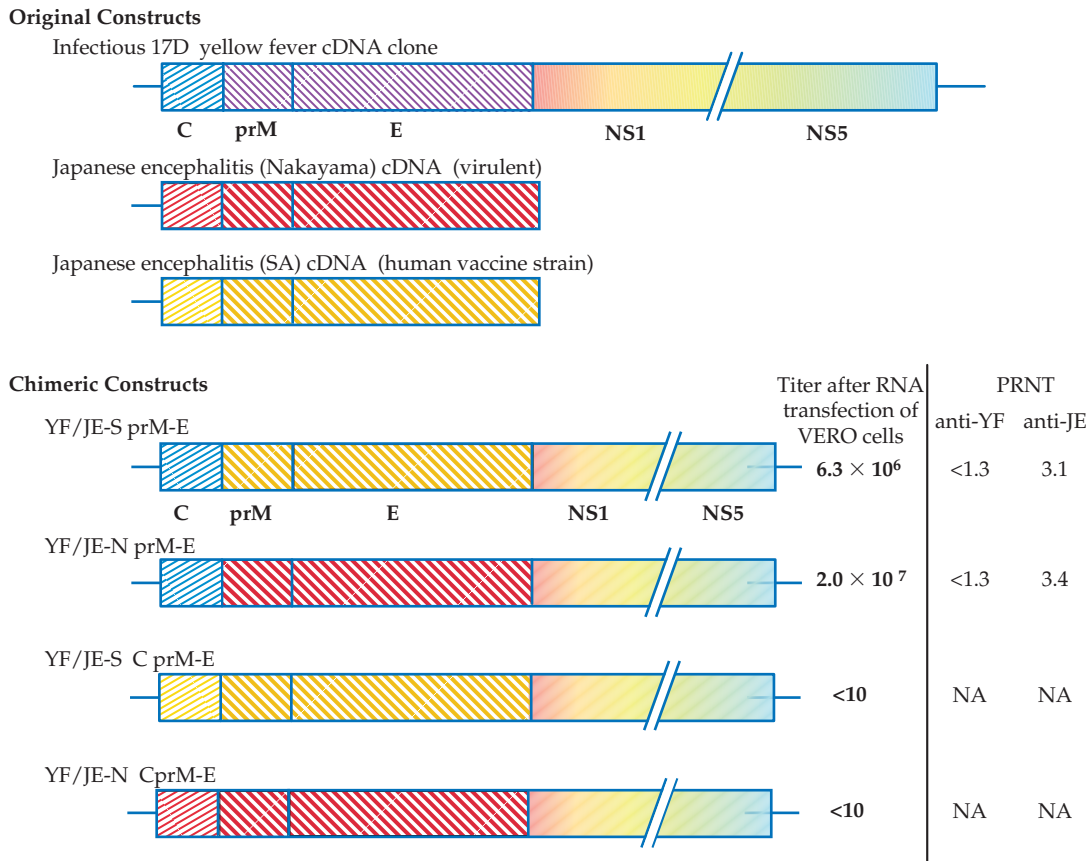 Original Constructs
Infectious 17D yellow fever cDNA clone
C prM E NS1 NS5
Japanese encephalitis (Nakayama) cDNA (virulent)
Japanese encephalitis (SA) cDNA (human vaccine strain)
Chimeric Constructs
Titer after RNA
transfection of
VERO cells
PRNT
anti-YF anti-JE
YF/JE-S prM-E
6.3 × 10⁶ <1.3 3.1
C prM E NS1 NS5
YF/JE-N prM-E
2.0 × 10⁷ <1.3 3.4
YF/JE-S C prM-E
<10 NA NA
YF/JE-N CprM-E
<10 NA NA